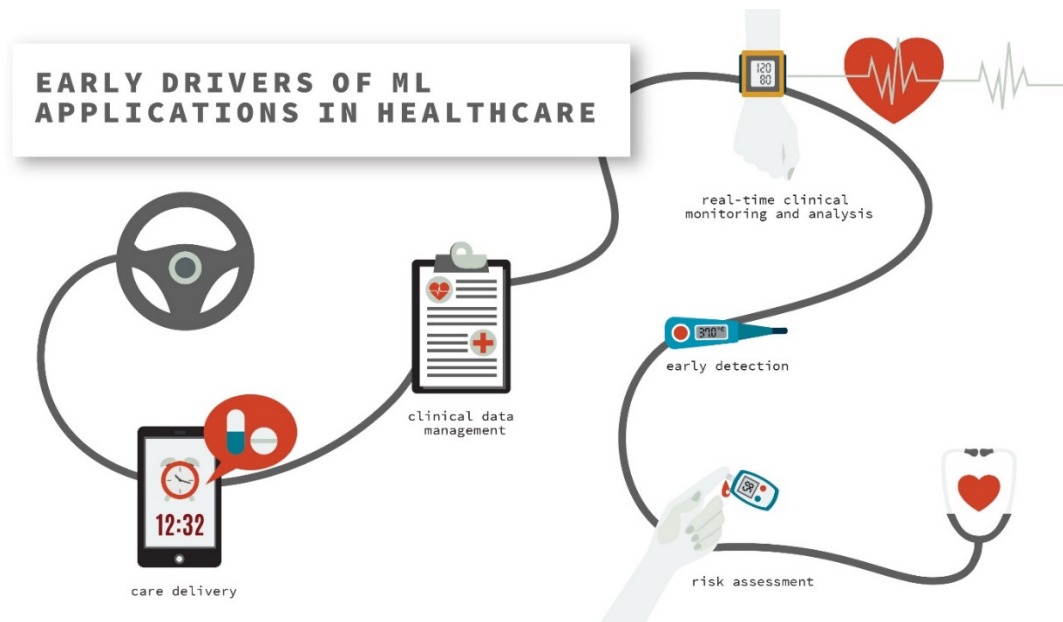 EARLY DRIVERS OF ML
APPLICATIONS IN HEALTHCARE
120
80
real-time clinical
monitoring and analysis
37.0°C
early detection
clinical data
management
12:32
care delivery
95
risk assessment